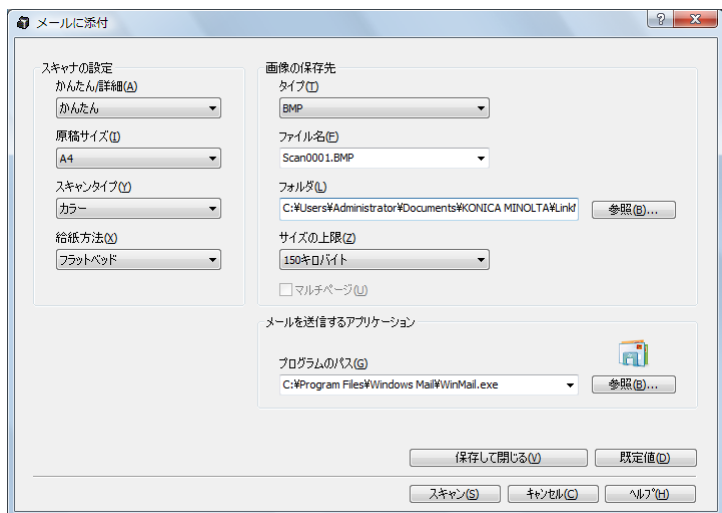 メールに添付
スキャナの設定
かんたん/詳細(A)
かんたん
原稿サイズ(I)
A4
スキャンタイプ(Y)
カラー
給紙方法(X)
フラットベッド
画像の保存先
タイプ(T)
BMP
ファイル名(F)
Scan0001.BMP
フォルダ(L)
C:¥Users¥Administrator¥Documents¥KONICA MINOLTA¥Link
参照(B)...
サイズの上限(Z)
150キロバイト
マルチページ(U)
メールを送信するアプリケーション
プログラムのパス(G)
C:¥Program Files¥Windows Mail¥WinMail.exe
参照(B)...
保存して閉じる(V) 既定値(D)
スキャン(S) キャンセル(C) ヘルプ(H)